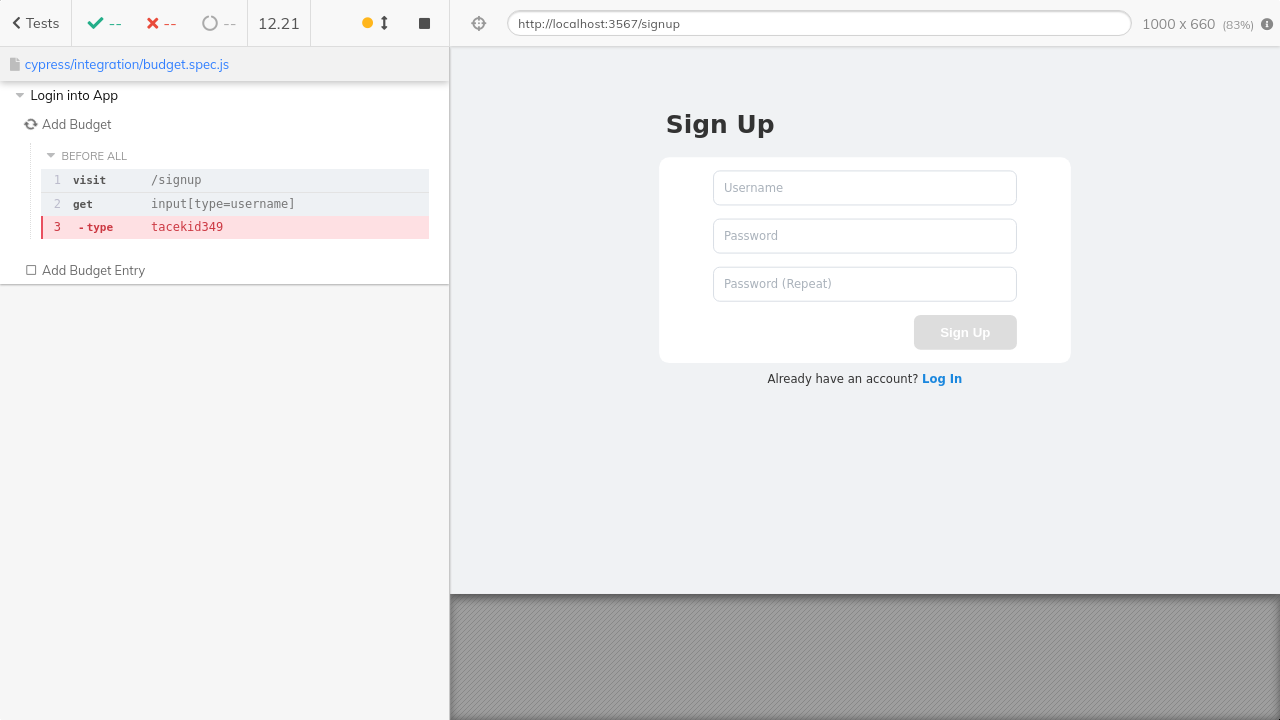 Tests -- -- -- 12.21
http://localhost:3567/signup 1000 x 660 (83%)
cypress/integration/budget.spec.js
Login into App
Add Budget
BEFORE ALL
1 visit /signup
2 get input[type=username]
3 - type tacekid349
Add Budget Entry
Sign Up
Username
Password
Password (Repeat)
Sign Up
Already have an account? Log In